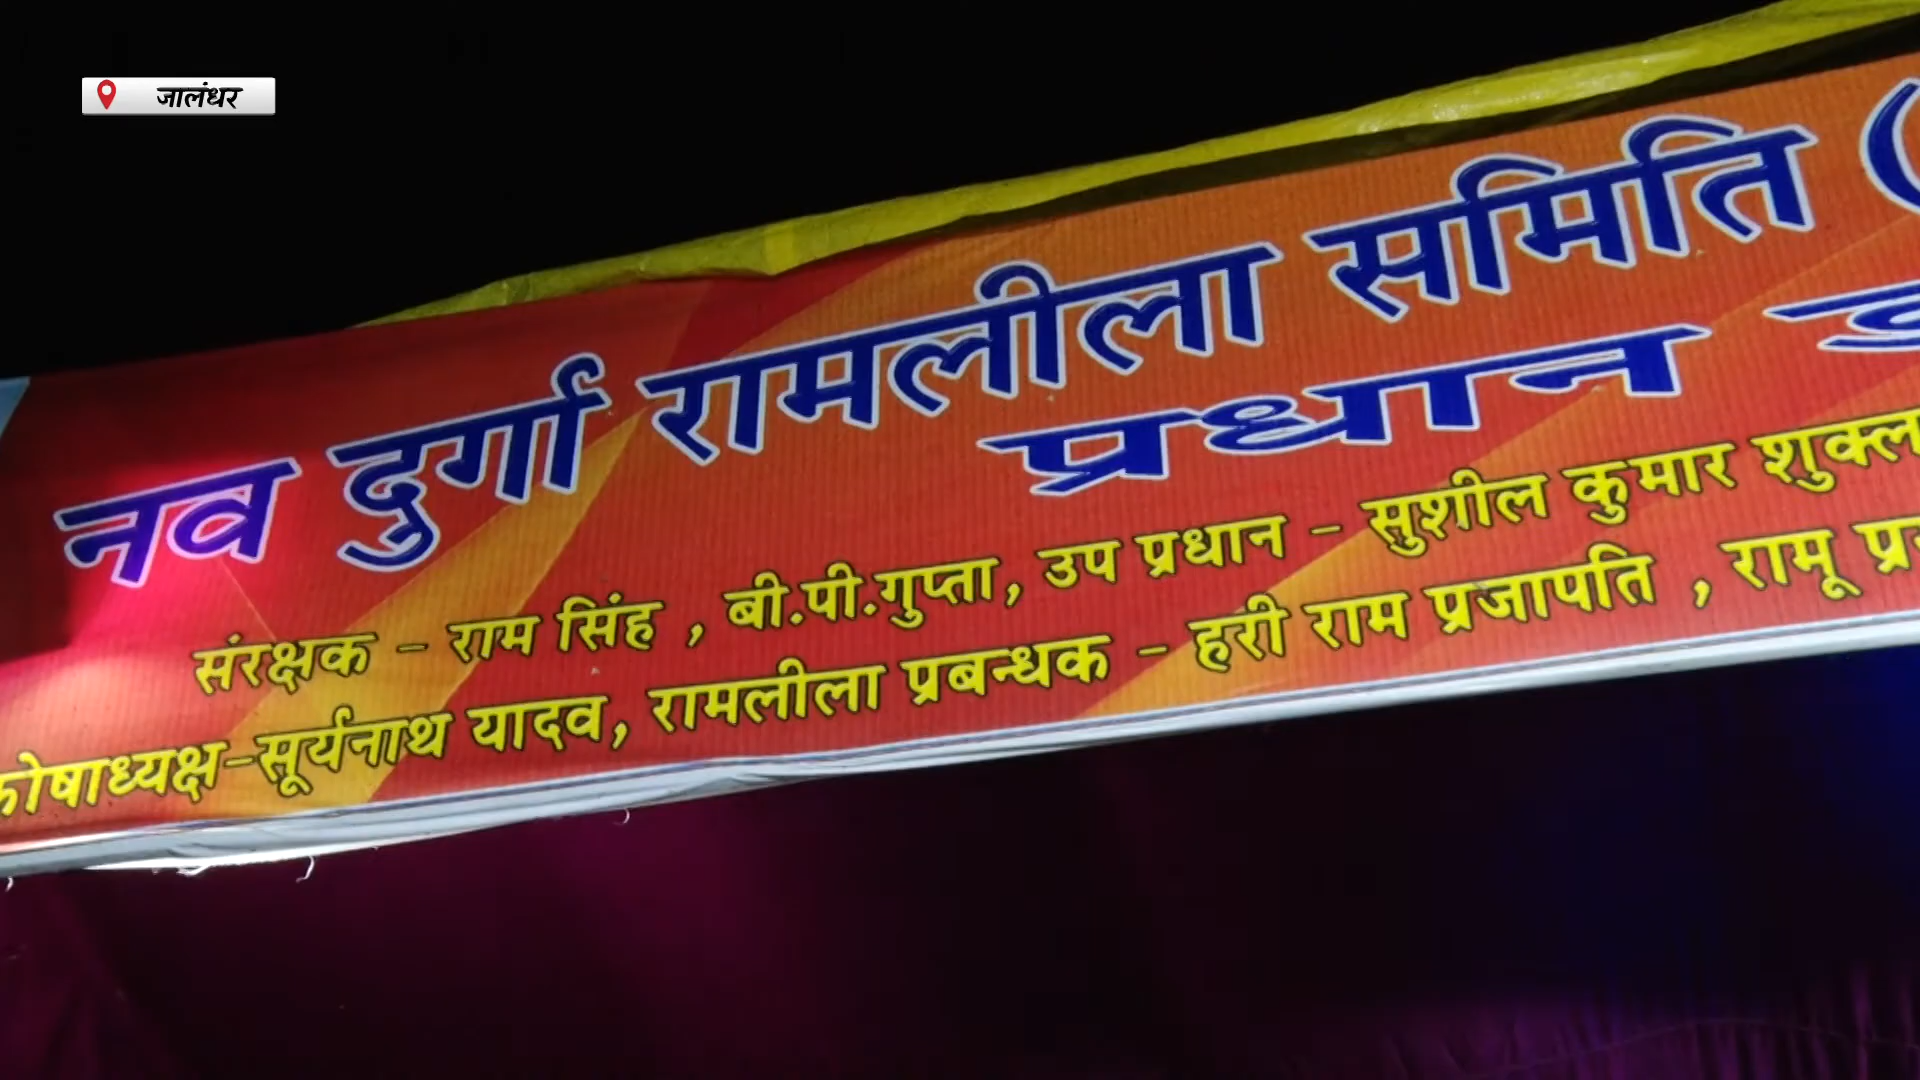 जालंधर
नव दुर्गा रामलीला समिति (
प्रधान
संरक्षक - राम सिंह , बी.पी.गुप्ता, उप प्रधान - सुशील कुमार शुक्ल
कोषाध्यक्ष-सूर्यनाथ यादव, रामलीला प्रबन्धक - हरी राम प्रजापति , रामू